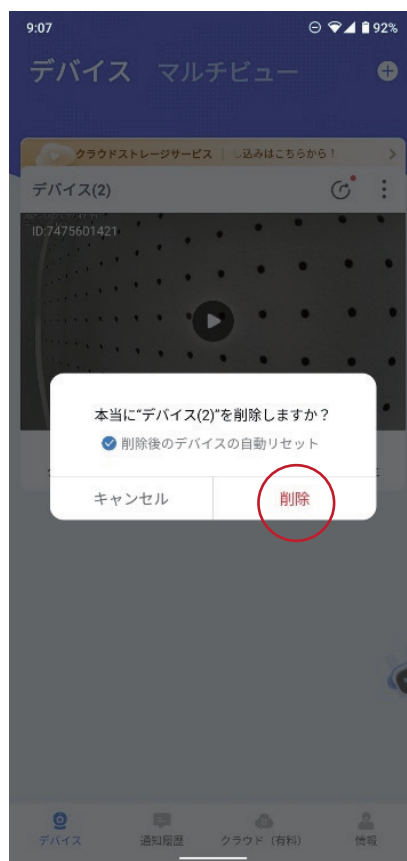 9:07
92%
デバイス マルチビュー
クラウドストレージサービス し込みはこちらから！ >
デバイス(2)
ID:7475601421
本当に“デバイス(2)”を削除しますか？
削除後のデバイスの自動リセット
キャンセル 削除
デバイス 通知履歴 クラウド（有料） 情報